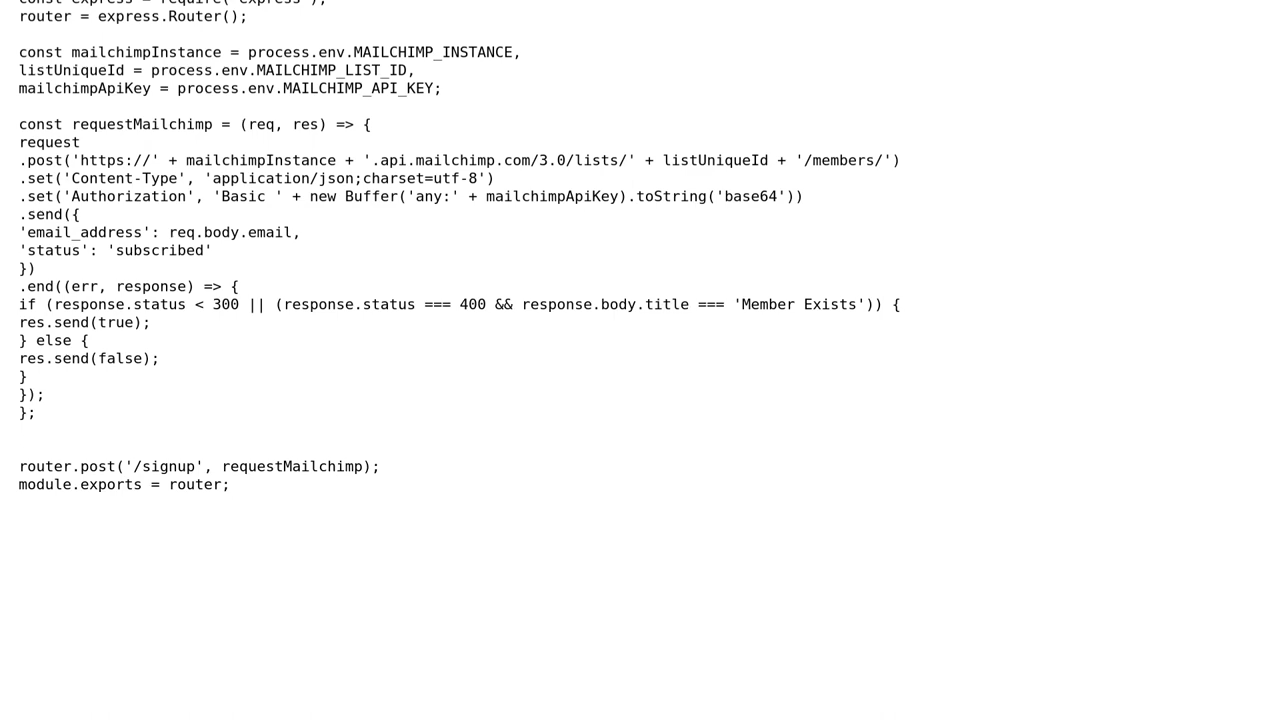 const express = require('express'),
router = express.Router();

const mailchimpInstance = process.env.MAILCHIMP_INSTANCE,
listUniqueId = process.env.MAILCHIMP_LIST_ID,
mailchimpApiKey = process.env.MAILCHIMP_API_KEY;

const requestMailchimp = (req, res) => {
request
.post('https://' + mailchimpInstance + '.api.mailchimp.com/3.0/lists/' + listUniqueId + '/members/')
.set('Content-Type', 'application/json;charset=utf-8')
.set('Authorization', 'Basic ' + new Buffer('any:' + mailchimpApiKey).toString('base64'))
.send({
'email_address': req.body.email,
'status': 'subscribed'
})
.end((err, response) => {
if (response.status < 300 || (response.status === 400 && response.body.title === 'Member Exists')) {
res.send(true);
} else {
res.send(false);
}
});
};


router.post('/signup', requestMailchimp);
module.exports = router;